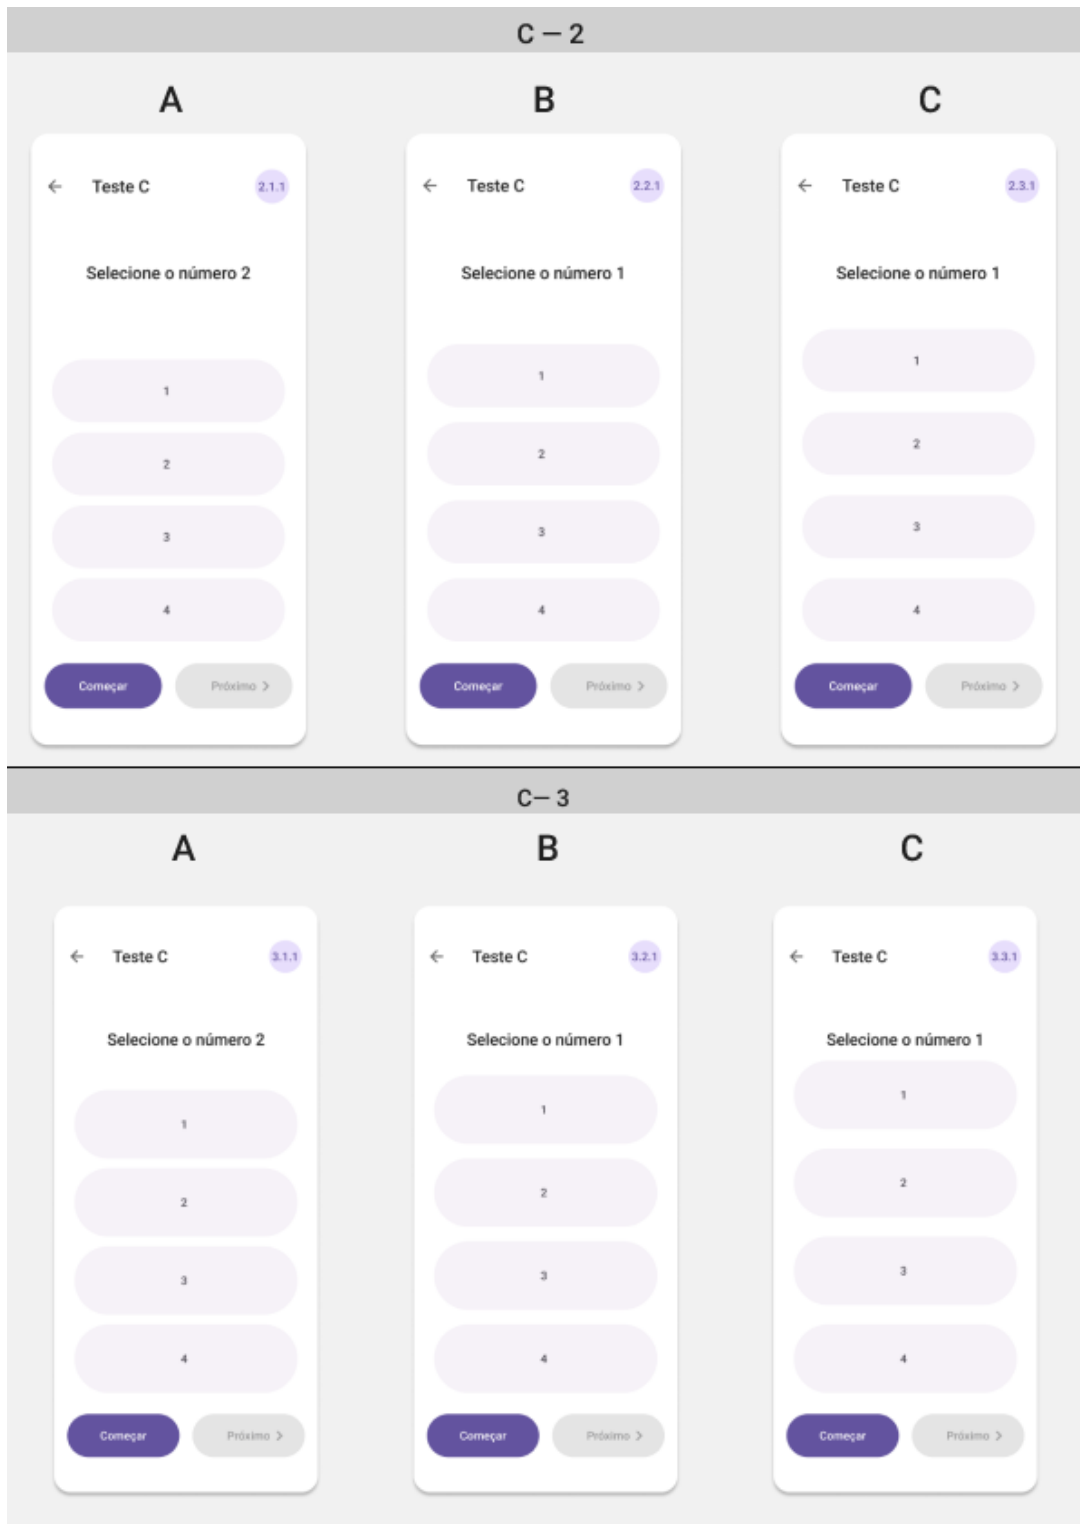 C – 2
A B C
← Teste C 2.1.1 ← Teste C 2.2.1 ← Teste C 2.3.1
Selecione o número 2 Selecione o número 1 Selecione o número 1
1 1 1
2 2 2
3 3 3
4 4 4
Começar Próximo > Começar Próximo > Começar Próximo >
C– 3
A B C
← Teste C 3.1.1 ← Teste C 3.2.1 ← Teste C 3.3.1
Selecione o número 2 Selecione o número 1 Selecione o número 1
1 1 1
2 2 2
3 3 3
4 4 4
Começar Próximo > Começar Próximo > Começar Próximo >